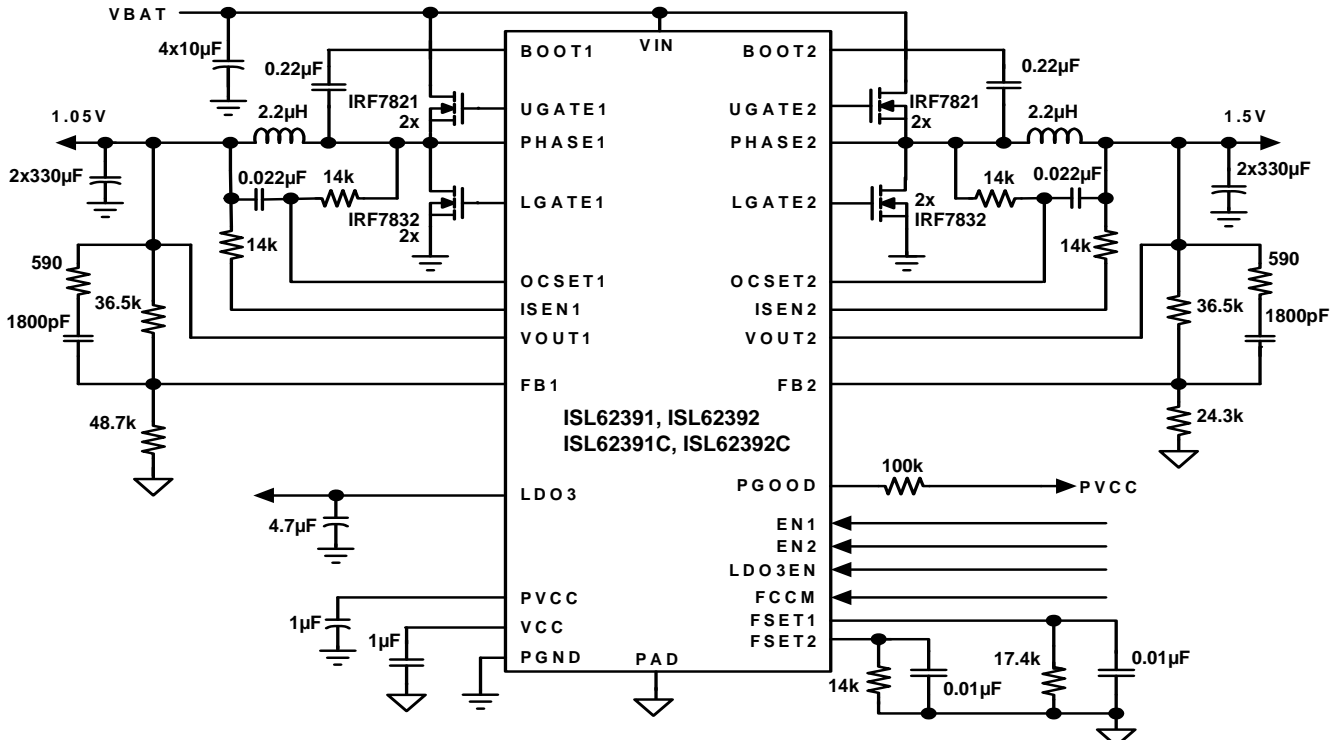 VBAT
4x10µF
0.22µF
BOOT1
VIN
BOOT2
0.22µF
IRF7821
2x
UGATE1
UGATE2
IRF7821
2x
1.05V
2.2µH
PHASE1
PHASE2
2.2µH
1.5V
2x330µF
0.022µF
14k
IRF7832
2x
LGATE1
LGATE2
2x
IRF7832
14k
0.022µF
2x330µF
14k
14k
590
36.5k
1800pF
OCSET1
ISEN1
VOUT1
FB1
OCSET2
ISEN2
VOUT2
FB2
590
36.5k
1800pF
48.7k
24.3k
ISL62391, ISL62392
ISL62391C, ISL62392C
LDO3
4.7µF
PGOOD
100k
PVCC
EN1
EN2
LDO3EN
FCCM
FSET1
FSET2
PVCC
1µF
VCC
1µF
PGND
PAD
14k
0.01µF
17.4k
0.01µF